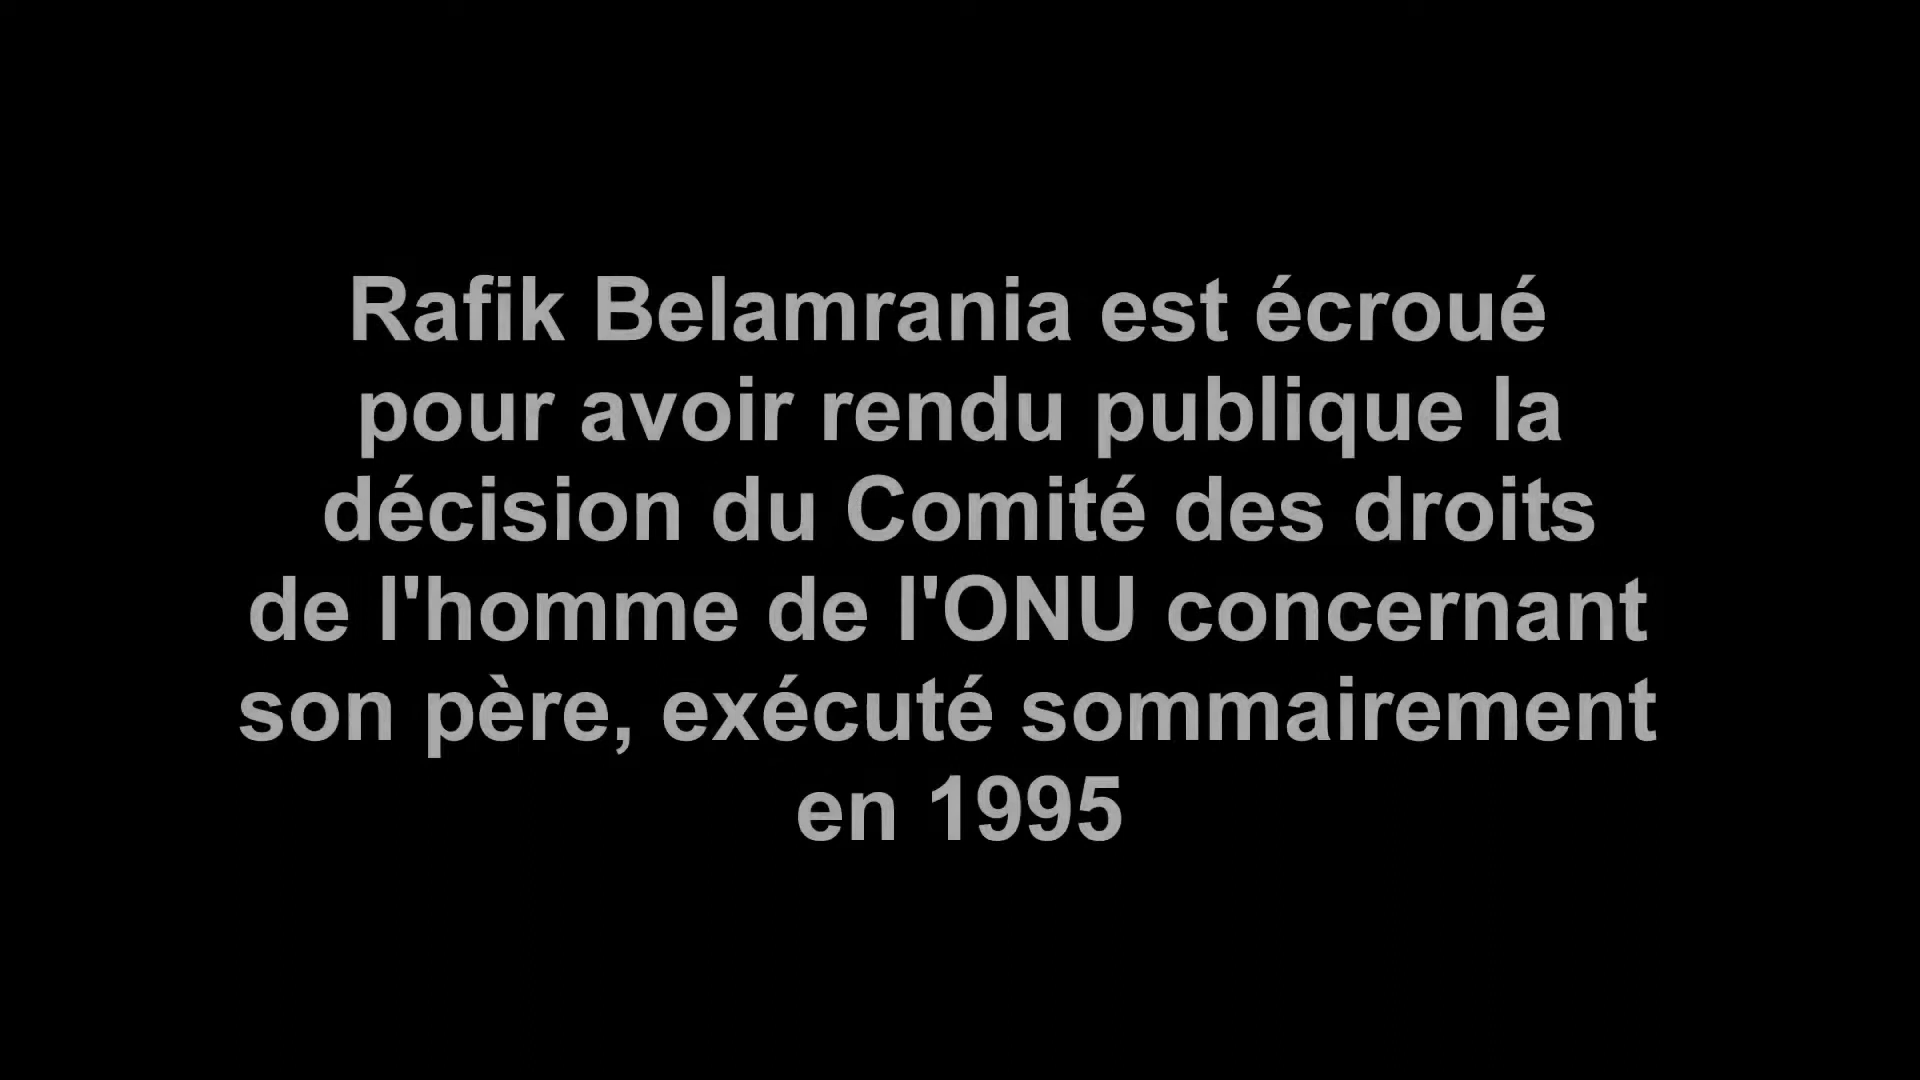 Rafik Belamrania est écroué
pour avoir rendu publique la
décision du Comité des droits
de l'homme de l'ONU concernant
son père, exécuté sommairement
en 1995